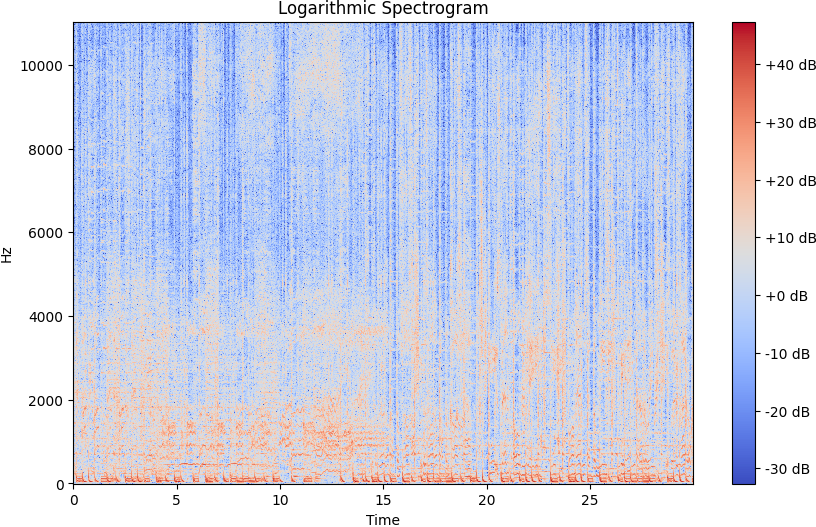 Logarithmic Spectrogram
Hz
10000
8000
6000
4000
2000
0
0 5 10 15 20 25
Time
+40 dB
+30 dB
+20 dB
+10 dB
+0 dB
-10 dB
-20 dB
-30 dB